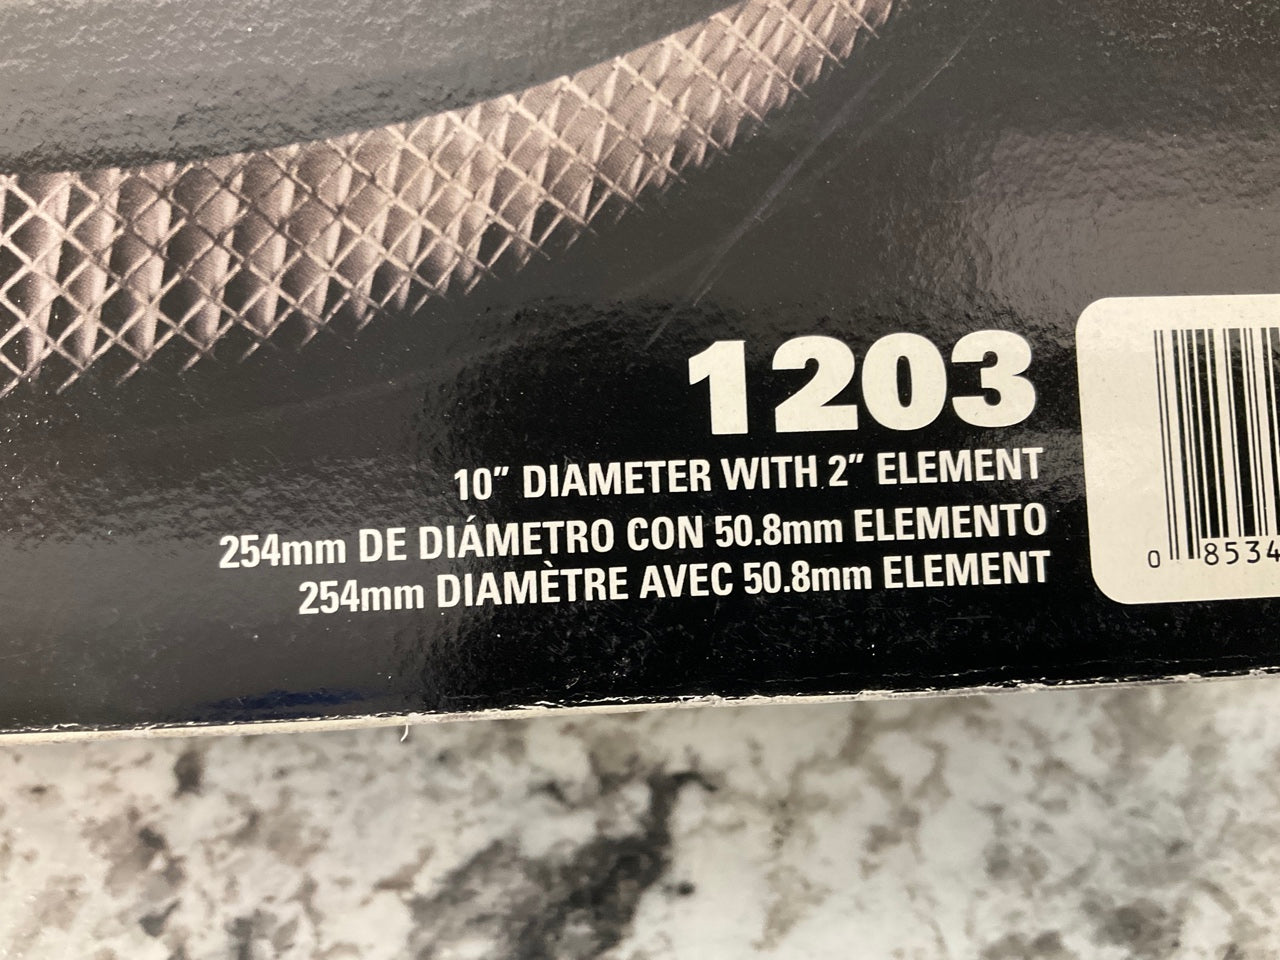 1203
10" DIAMETER WITH 2" ELEMENT
254mm DE DIÁMETRO CON 50.8mm ELEMENTO
254mm DIAMÈTRE AVEC 50.8mm ELEMENT
0 8534